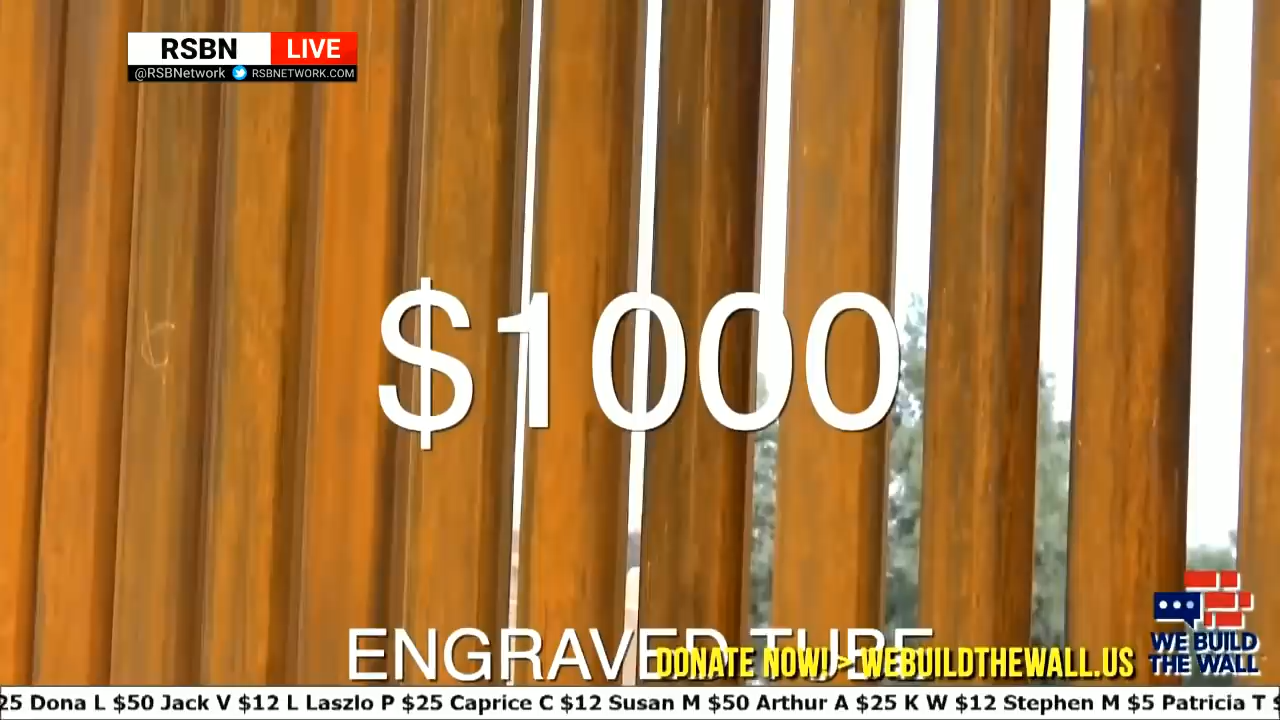 RSBN LIVE
@RSBNetwork RSBNETWORK.COM
$1000
ENGRAVED TUBE
DONATE NOW! > WEBUILDTHEWALL.US
WE BUILD
THE WALL
25 Dona L $50 Jack V $12 L Laszlo P $25 Caprice C $12 Susan M $50 Arthur A $25 K W $12 Stephen M $5 Patricia T $